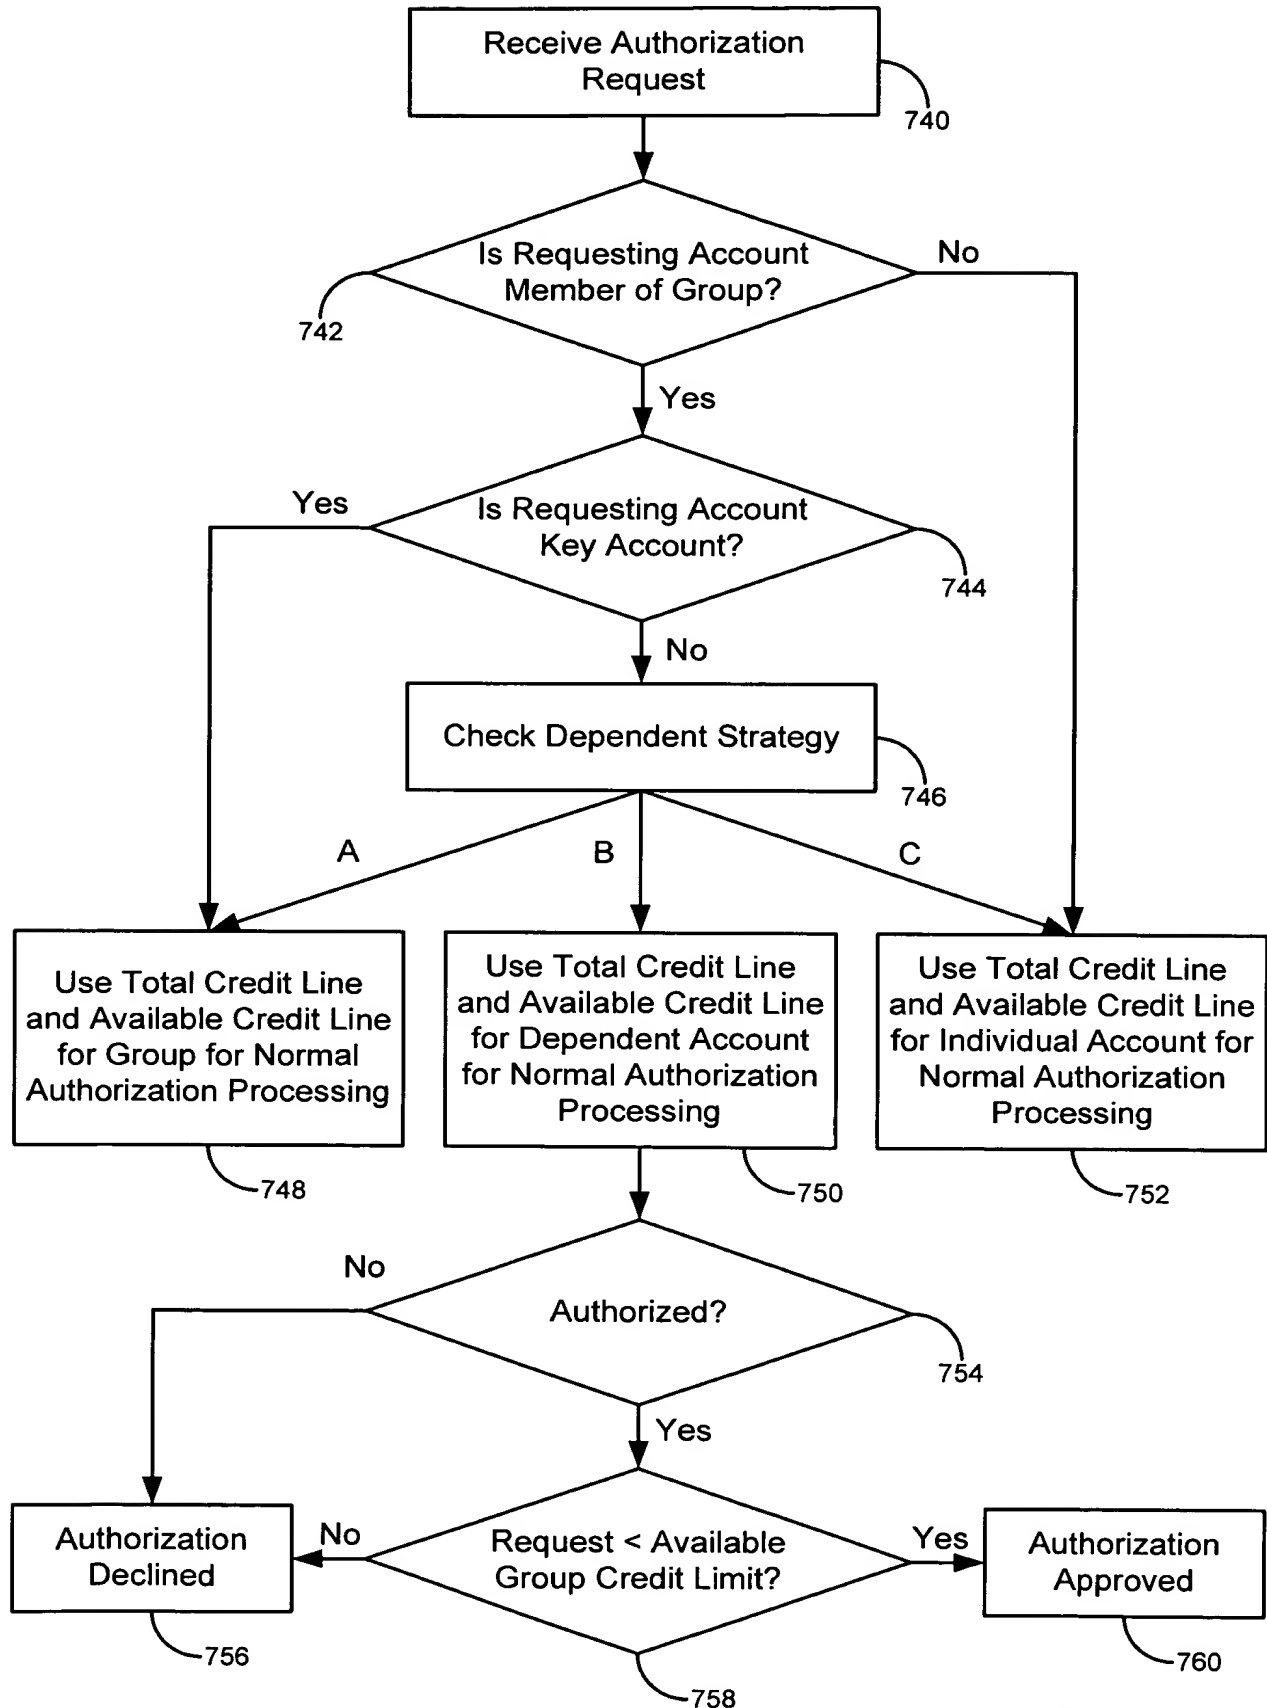 Receive Authorization
Request
740
Is Requesting Account
Member of Group?
No
742
Yes
Yes
Is Requesting Account
Key Account?
744
No
Check Dependent Strategy
746
A
B
C
Use Total Credit Line
and Available Credit Line
for Group for Normal
Authorization Processing
748
Use Total Credit Line
and Available Credit Line
for Dependent Account
for Normal Authorization
Processing
750
Use Total Credit Line
and Available Credit Line
for Individual Account for
Normal Authorization
Processing
752
No
Authorized?
754
Yes
Authorization
Declined
756
No
Request < Available
Group Credit Limit?
758
Yes
Authorization
Approved
760